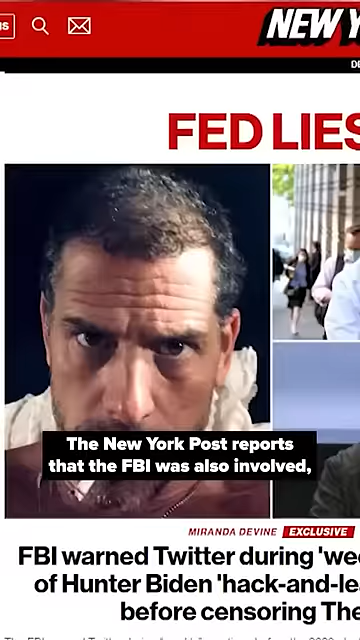 NEW Y
FED LIES
The New York Post reports
that the FBI was also involved,
MIRANDA DEVINE EXCLUSIVE
FBI warned Twitter during 'wee
of Hunter Biden 'hack-and-le
before censoring The